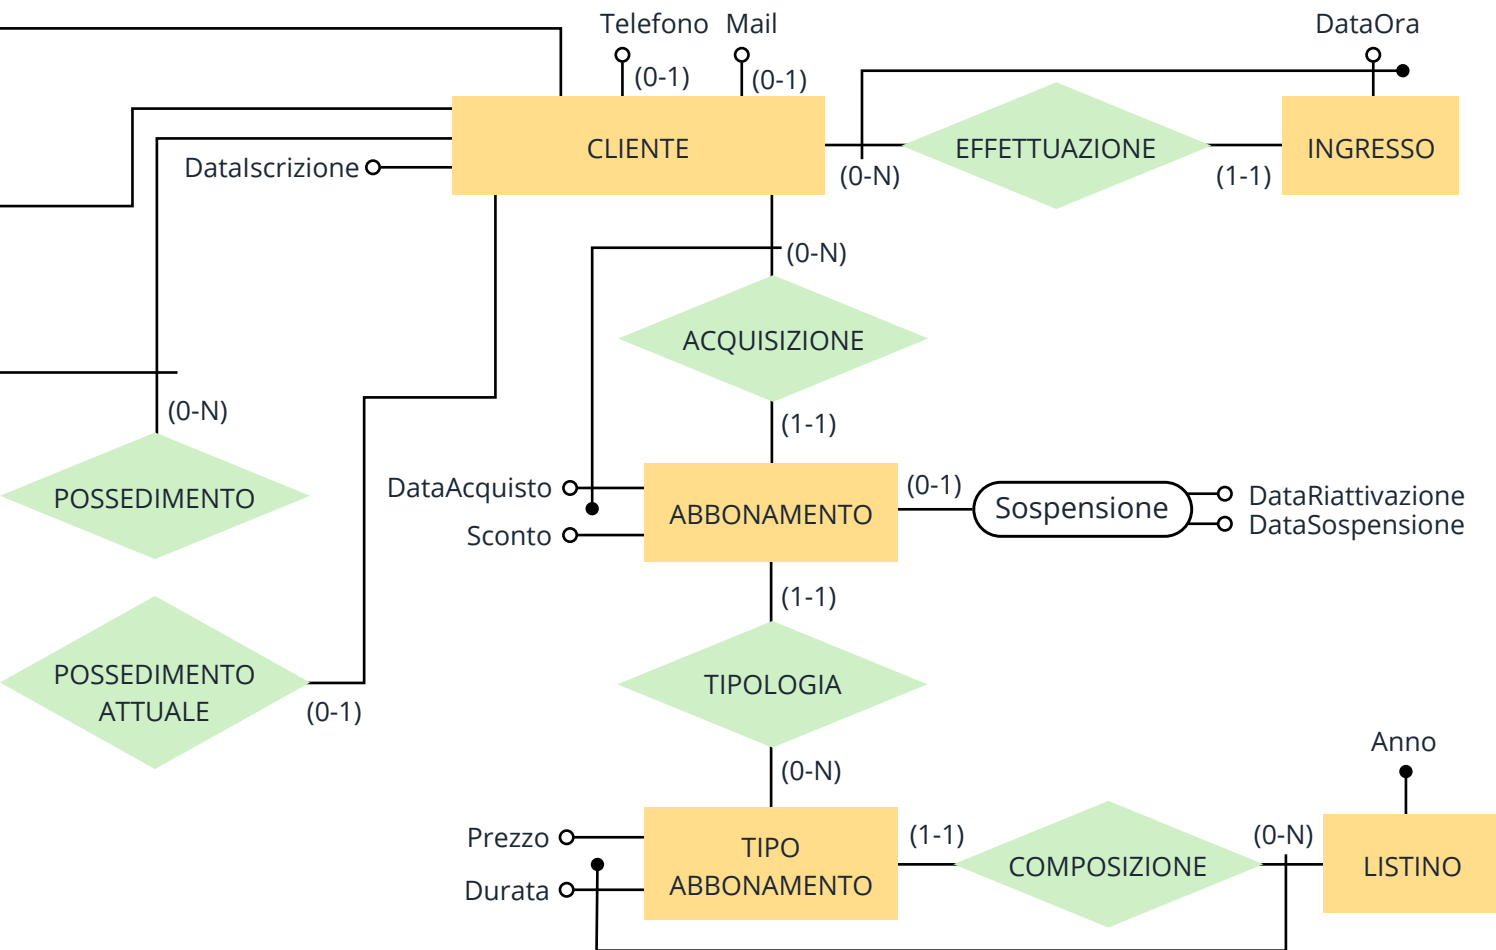 Telefono Mail
DataOra
(0-1)
(0-1)
CLIENTE
EFFETTUAZIONE
INGRESSO
DataIscrizione
(0-N)
(1-1)
(0-N)
ACQUISIZIONE
(0-N)
(1-1)
POSSEDIMENTO
DataAcquisto
ABBONAMENTO
Sconto
(0-1)
Sospensione
DataRiattivazione
DataSospensione
(1-1)
POSSEDIMENTO
ATTUALE
(0-1)
TIPOLOGIA
(0-N)
Anno
Prezzo
Durata
TIPO
ABBONAMENTO
(1-1)
COMPOSIZIONE
(0-N)
LISTINO